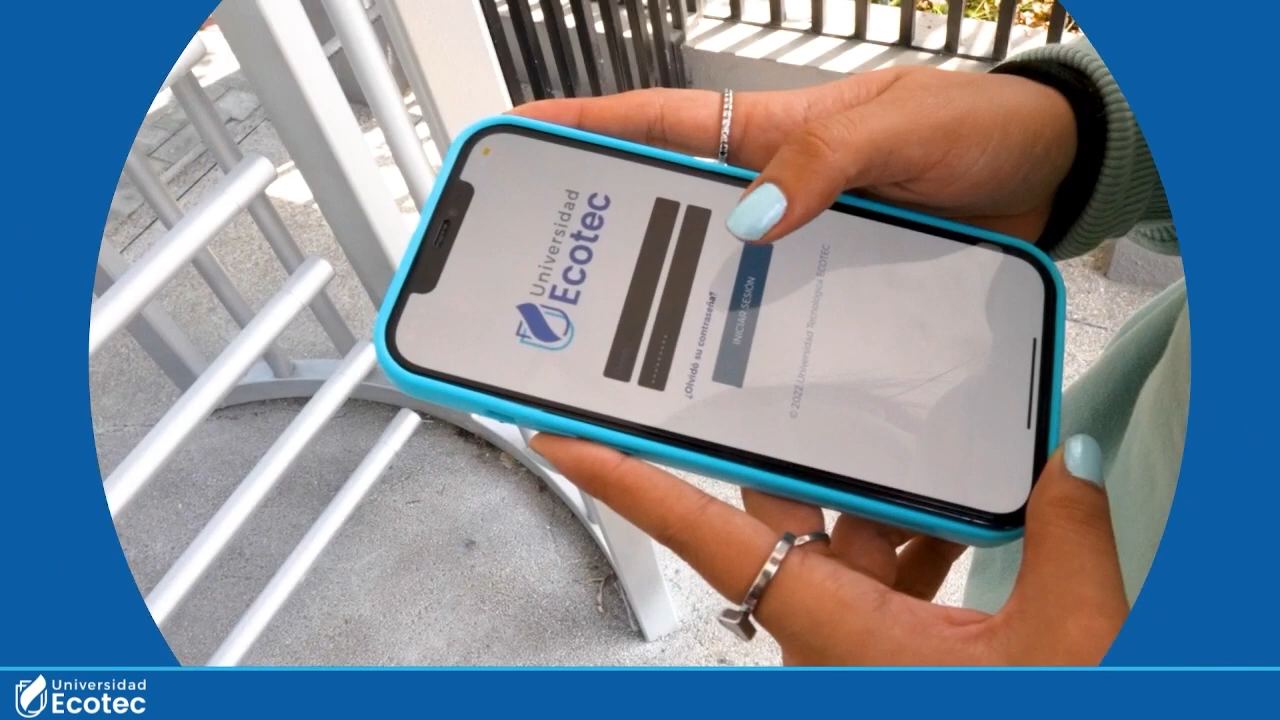 Universidad
Ecotec
¿Olvidó su contraseña?
INICIAR SESIÓN
© 2022 Universidad Tecnológica ECOTEC
Universidad
Ecotec